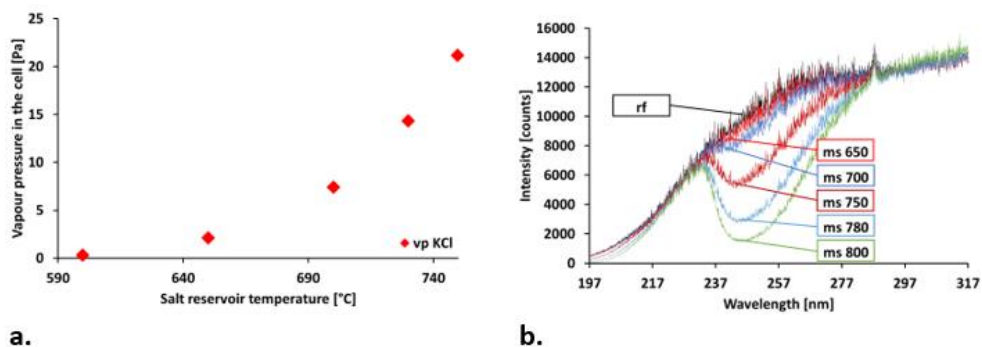 25
20
15
10
5
0
590
640
690
740
Vapour pressure in the cell [Pa]
Salt reservoir temperature [°C]
vp KCl
a.
16000
14000
12000
10000
8000
6000
4000
2000
0
197
217
237
257
277
297
317
Intensity [counts]
Wavelength [nm]
rf
ms 650
ms 700
ms 750
ms 780
ms 800
b.